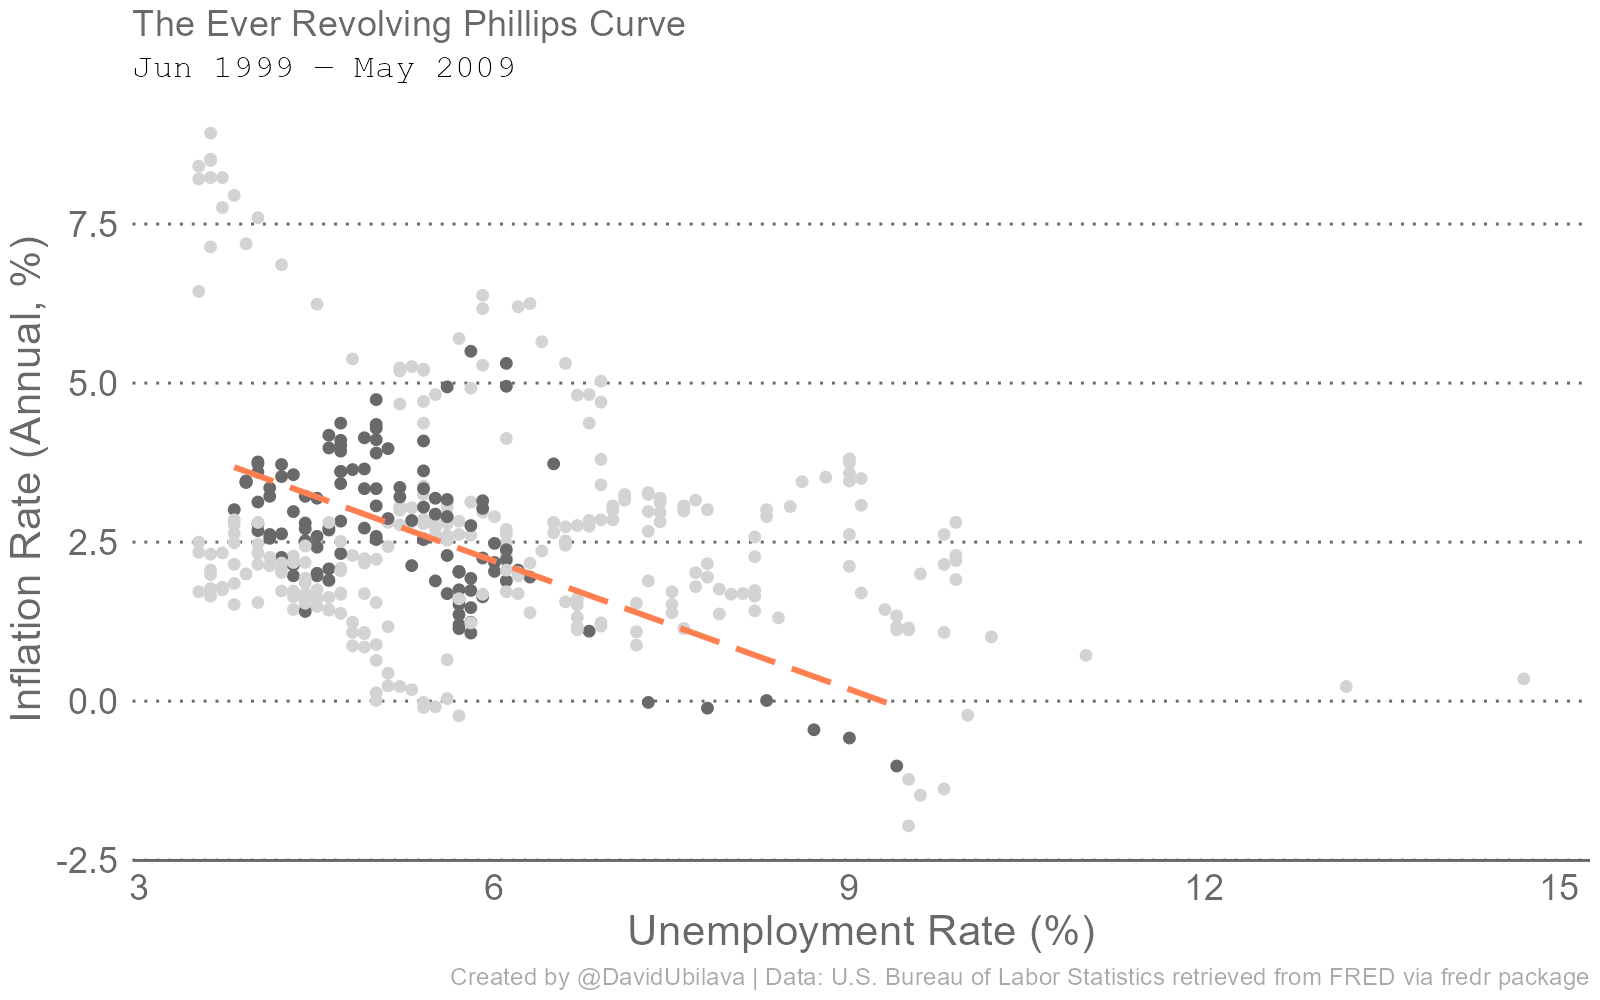 The Ever Revolving Phillips Curve
Jun 1999 — May 2009
Inflation Rate (Annual, %)
7.5
5.0
2.5
0.0
-2.5
3 6 9 12 15
Unemployment Rate (%)
Created by @DavidUbilava | Data: U.S. Bureau of Labor Statistics retrieved from FRED via fredr package